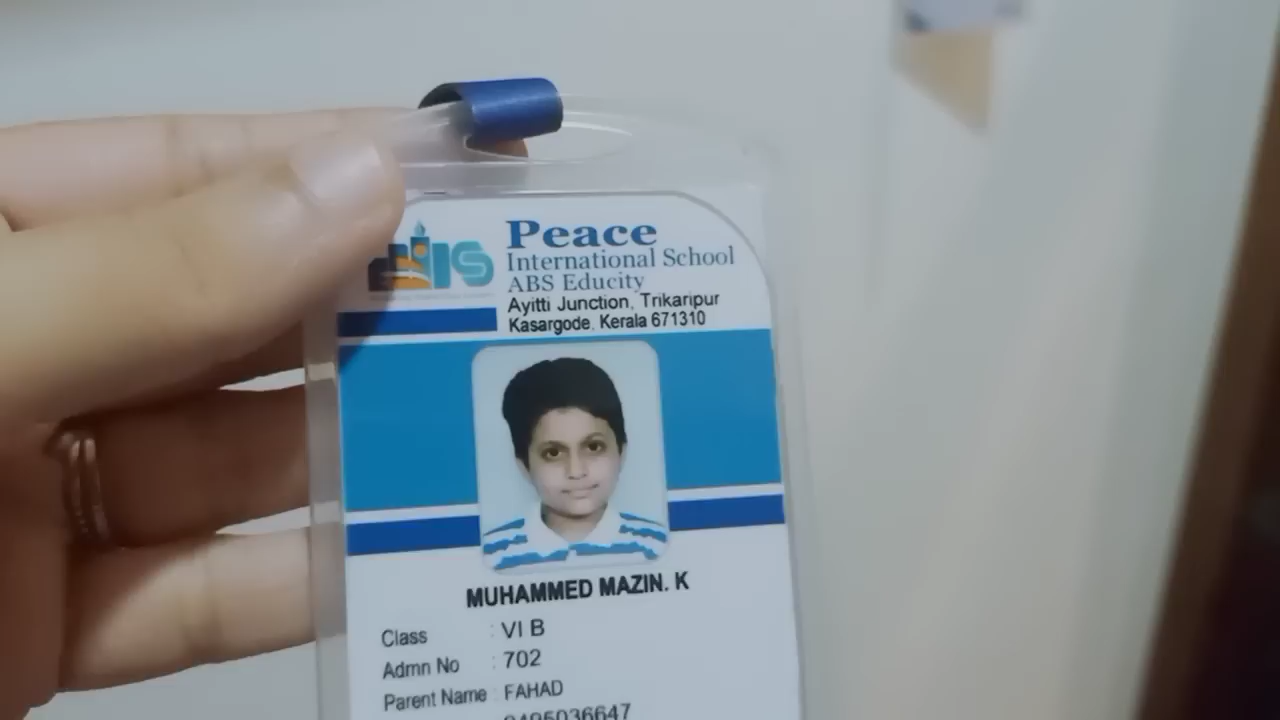 Peace
International School
ABS Educity
Ayitti Junction, Trikaripur
Kasargode, Kerala 671310
MUHAMMED MAZIN. K
Class : VI B
Admn No : 702
Parent Name : FAHAD
9495036647